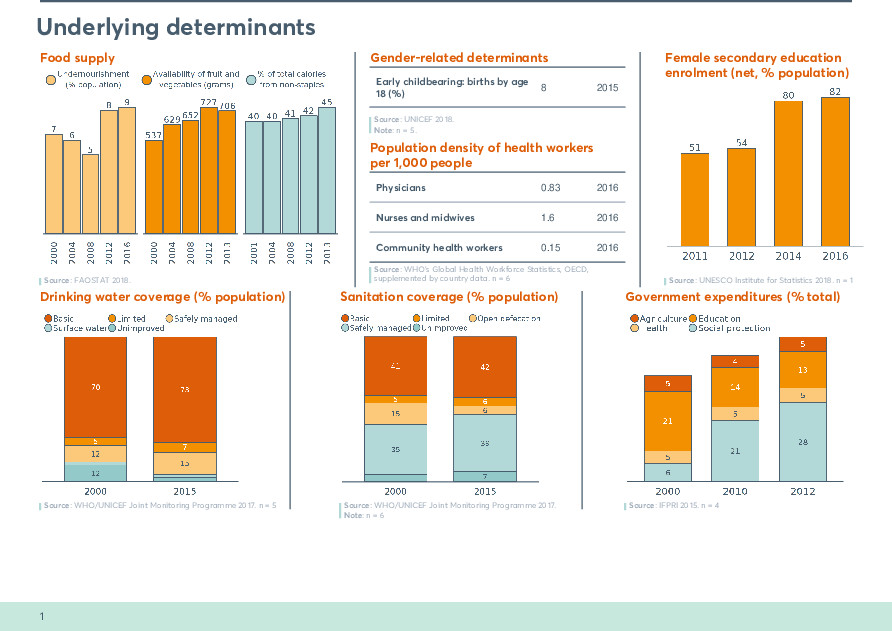 Underlying determinants
Food supply
Undernourishment
(% population)
Availability of fruit and
vegetables (grams)
% of total calories
from non-staples
7 6 5 8 9
537 629 652 727 706
40 40 41 42 45
2000 2004 2008 2012 2016
2000 2004 2008 2012 2013
2001 2004 2008 2012 2013
Source: FAOSTAT 2018.
Gender-related determinants
Early childbearing: births by age
18 (%) 8 2015
Source: UNICEF 2018.
Note: n = 5.
Population density of health workers
per 1,000 people
Physicians 0.83 2016
Nurses and midwives 1.6 2016
Community health workers 0.15 2016
Source: WHO's Global Health Workforce Statistics, OECD,
supplemented by country data. n = 6
Female secondary education
enrolment (net, % population)
51 54 80 82
2011 2012 2014 2016
Source: UNESCO Institute for Statistics 2018. n = 1
Drinking water coverage (% population)
Basic Limited Safely managed
Surface water Unimproved
70 73
7
12 15
12
2000 2015
Source: WHO/UNICEF Joint Monitoring Programme 2017. n = 5
Sanitation coverage (% population)
Basic Limited Open defecation
Safely managed Unimproved
41 42
5 6
15 6
35
7
2000 2015
Source: WHO/UNICEF Joint Monitoring Programme 2017.
Note: n = 6
Government expenditures (% total)
Agriculture Education
Health Social protection
5 4 5
21 14 13
5 5 5
6 21 28
2000 2010 2012
Source: IFPRI 2015. n = 4
1